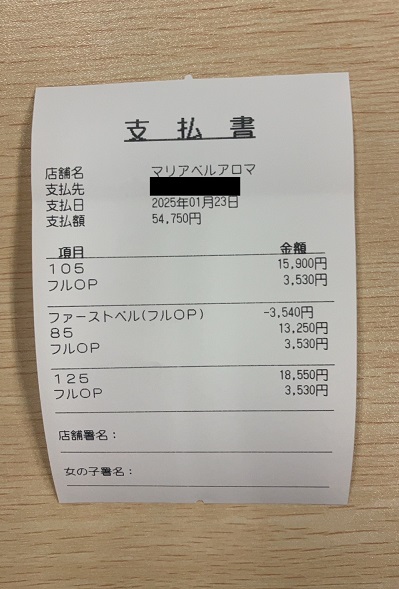 支払書
店舗名 マリアベルアロマ
支払先
支払日 2025年01月23日
支払額 54,750円
項目 金額
105 15,900円
フルOP 3,530円
ファーストベル(フルOP) -3,540円
85 13,250円
フルOP 3,530円
125 18,550円
フルOP 3,530円
店舗署名：
女の子署名：